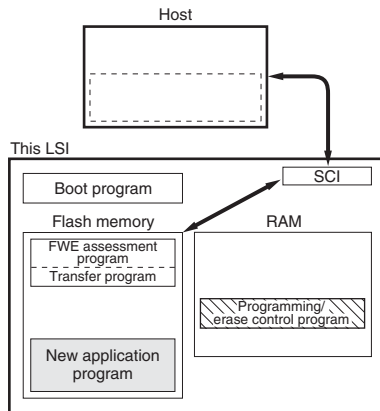 Host
This LSI
SCI
Boot program
Flash memory
RAM
FWE assessment
program
Transfer program
Programming/
erase control program
New application
program